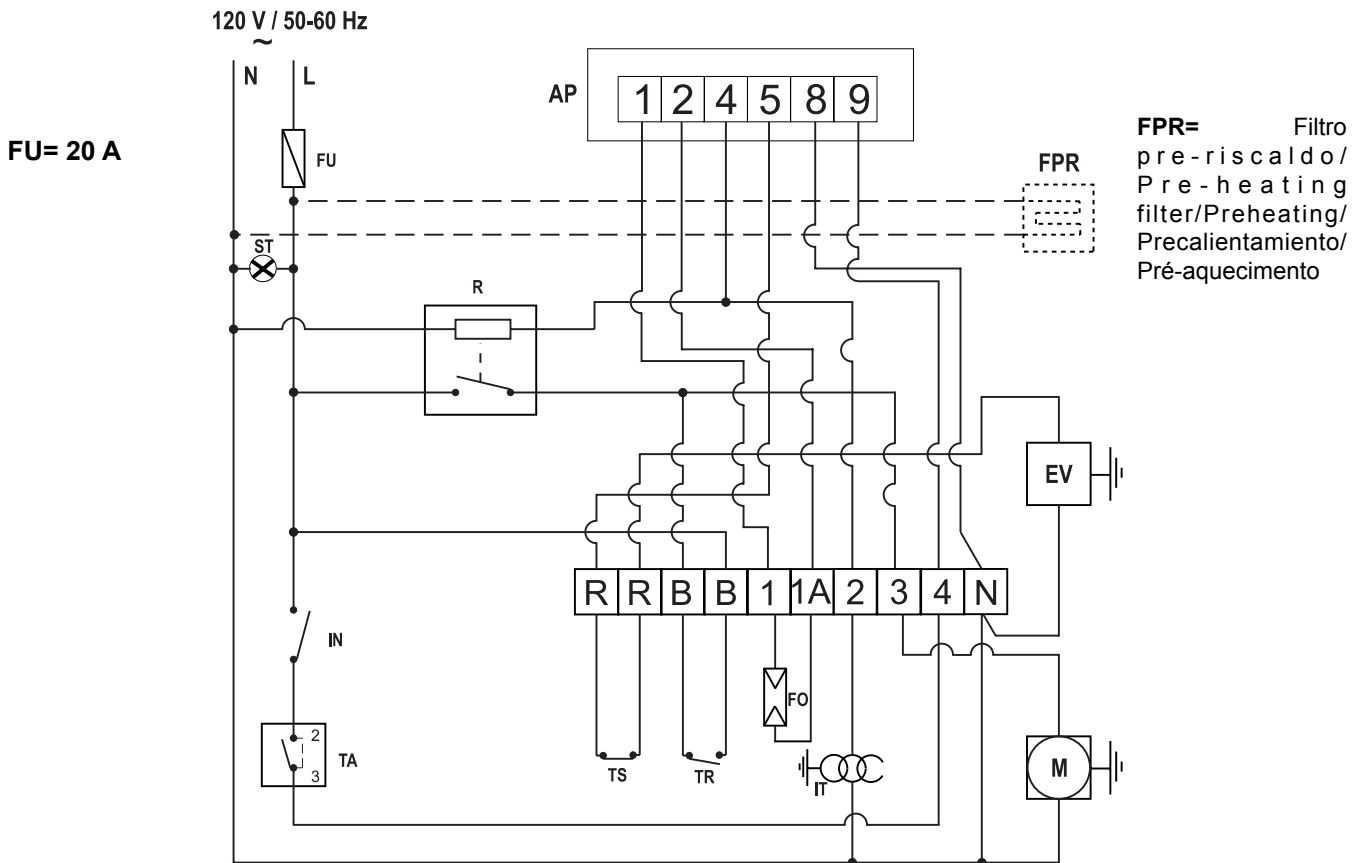 120 V / 50-60 Hz
~
N L
AP
1 2 4 5 8 9
FU= 20 A
FU
FPR
FPR= Filtro
pre-riscaldo/
Pre-heating
filter/Preheating/
Precalientamiento/
Pré-aquecimento
ST
R
EV
R R B B 1 1A 2 3 4 N
IN
FO
2
TA
3
TS
TR
IT
M